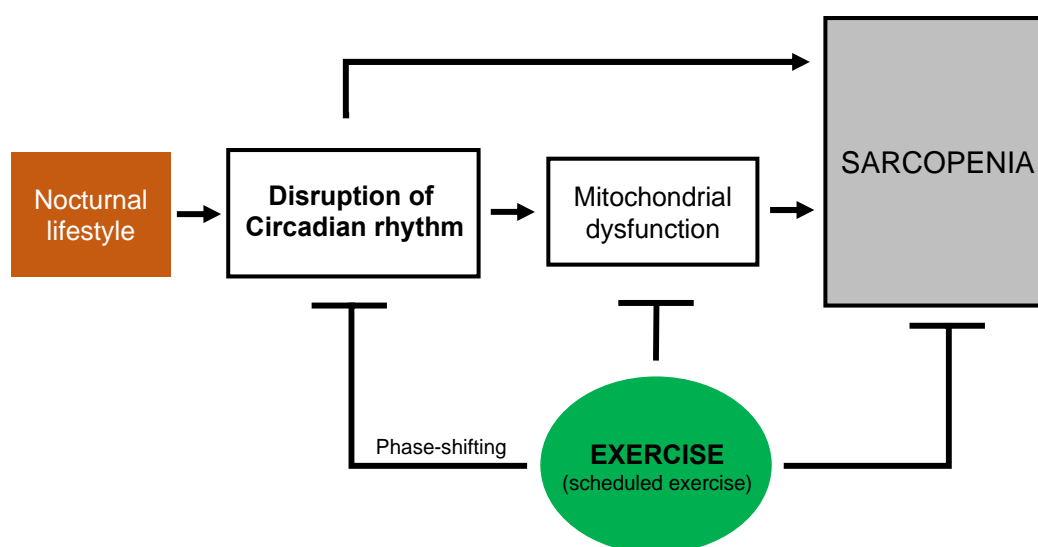 Nocturnal
lifestyle
Disruption of
Circadian rhythm
Mitochondrial
dysfunction
SARCOPENIA
Phase-shifting
EXERCISE
(scheduled exercise)